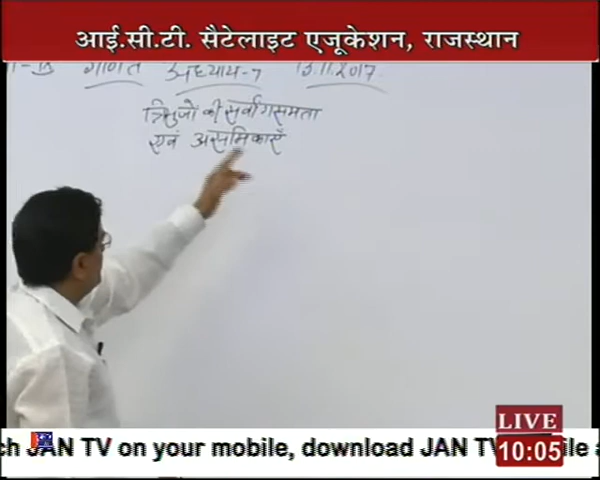 आई.सी.टी. सैटेलाइट एजूकेशन, राजस्थान
गणित अध्याय-7 13.11.2017
त्रिभुजों की सर्वांगसमता
एवं असमिकाएँ
LIVE
ch JAN TV on your mobile, download JAN TV
10:05